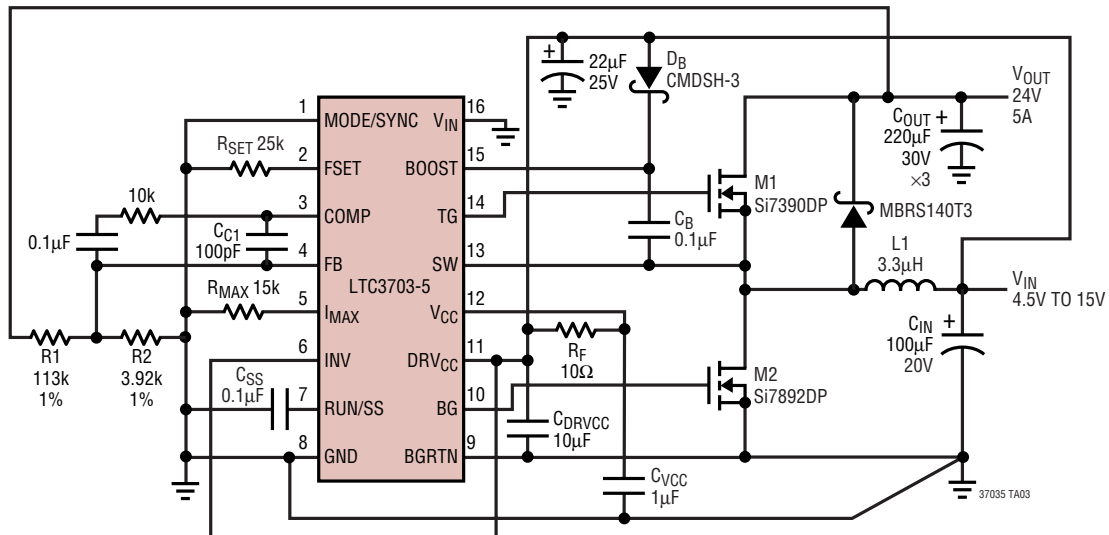 1
MODE/SYNC
V_IN
16
R_SET 25k
2
FSET
BOOST
15
10k
3
COMP
TG
14
0.1µF
C_C1
100pF
4
FB
SW
13
LTC3703-5
R_MAX 15k
5
I_MAX
V_CC
12
6
INV
DRV_CC
11
R1
113k
1%
R2
3.92k
1%
C_SS
0.1µF
7
RUN/SS
BG
10
8
GND
BGRTN
9
+
22µF
25V
D_B
CMDSH-3
C_B
0.1µF
M1
Si7390DP
V_OUT
24V
5A
C_OUT
+
220µF
30V
×3
MBRS140T3
L1
3.3µH
V_IN
4.5V TO 15V
R_F
10Ω
C_IN
+
100µF
20V
M2
Si7892DP
C_DRVCC
10µF
C_VCC
1µF
37035 TA03